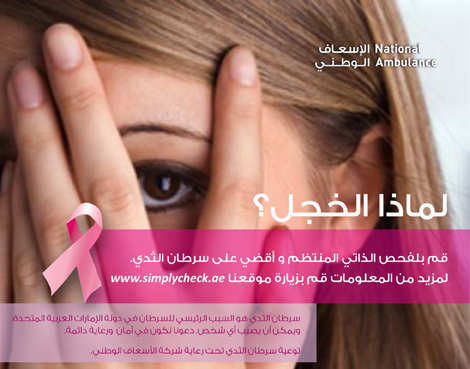 الإسعاف National
الوطني Ambulance
لماذا الخجل؟
قم بلفحص الذاتي المنتظم و أقضي على سرطان الثدي.
لمزيد من المعلومات قم بزيارة موقعنا www.simplycheck.ae
سرطان الثدي هو السبب الرئيسي للسرطان في دولة الإمارات العربية المتحدة،
ويمكن أن يصيب أي شخص. دعونا نكون في أمان ورعاية دائمة.
توعية سرطان الثدي تحت رعاية شركة الأسعاف الوطني.